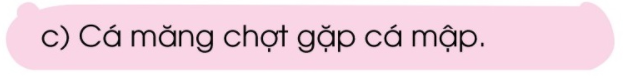 c) Cá măng chợt gặp cá mập.